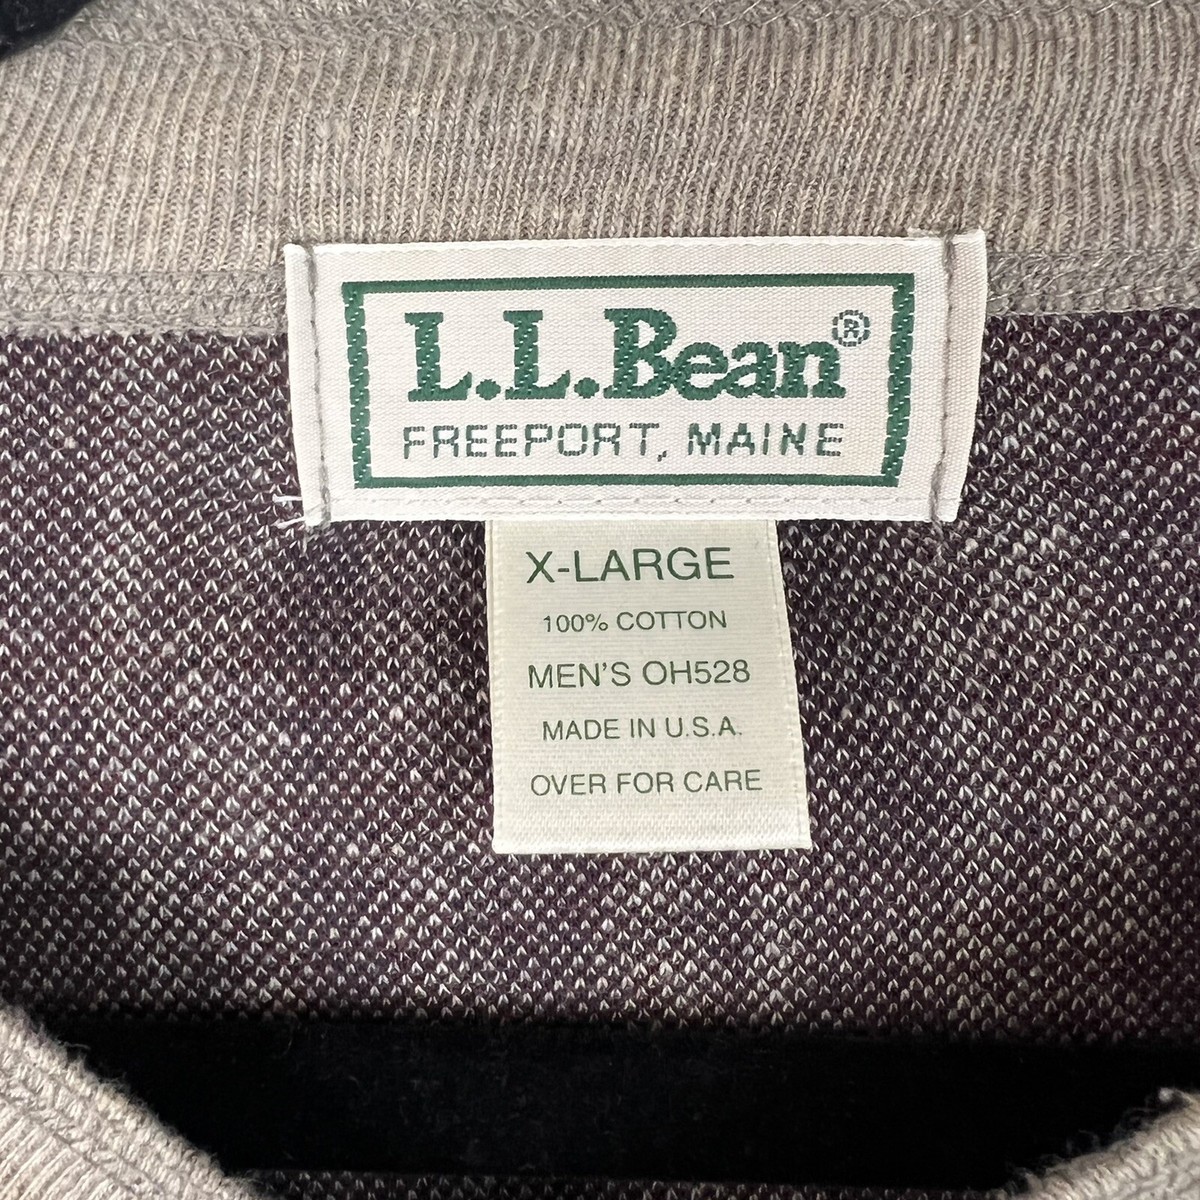 L.L.Bean®
FREEPORT, MAINE
X-LARGE
100% COTTON
MEN'S OH528
MADE IN U.S.A.
OVER FOR CARE